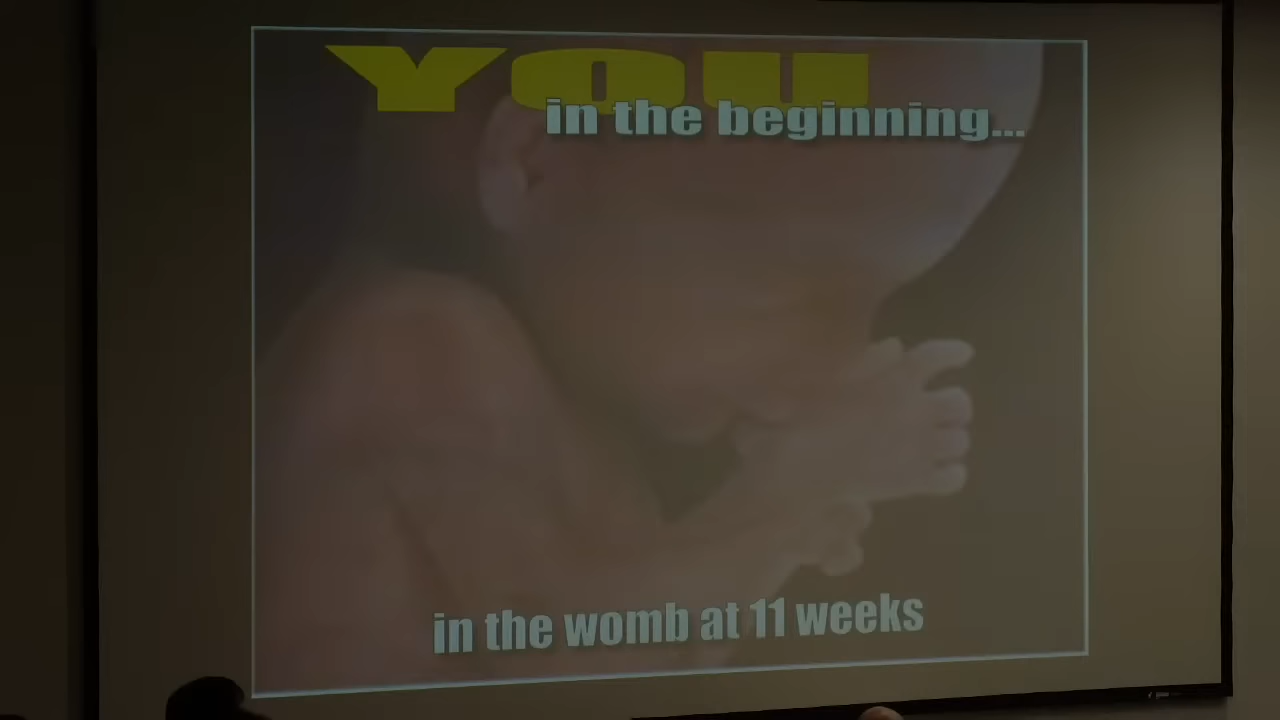 YOU
in the beginning...
in the womb at 11 weeks